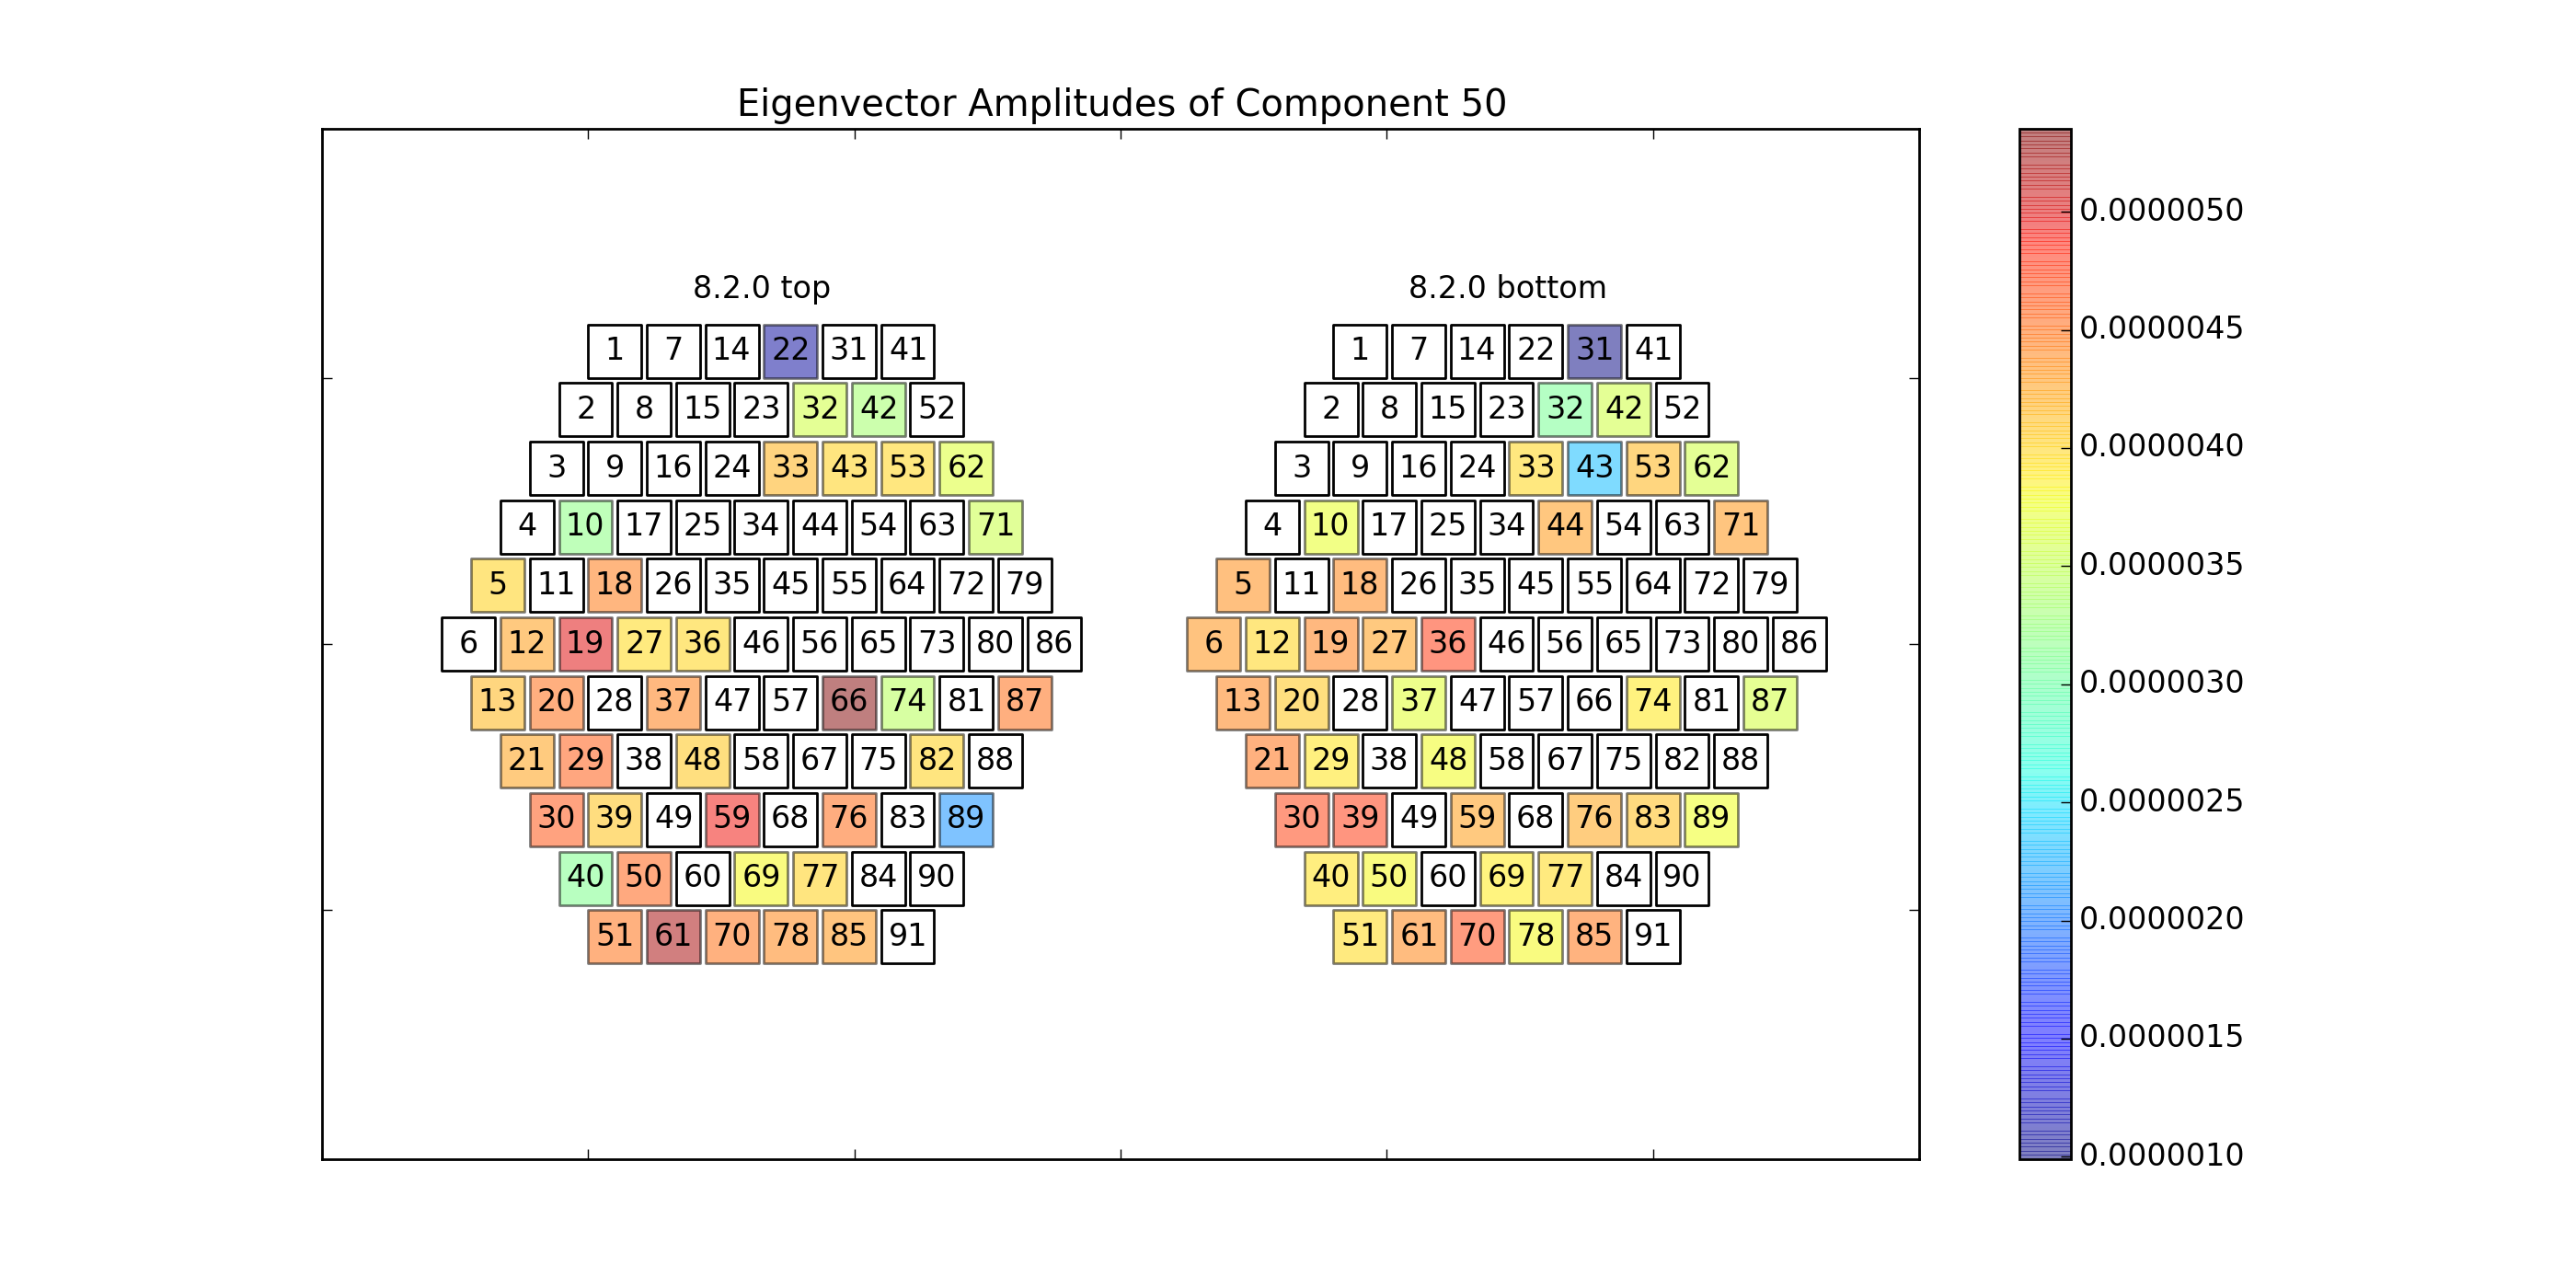 Eigenvector Amplitudes of Component 50
8.2.0 top
1 7 14 22 31 41
2 8 15 23 32 42 52
3 9 16 24 33 43 53 62
4 10 17 25 34 44 54 63 71
5 11 18 26 35 45 55 64 72 79
6 12 19 27 36 46 56 65 73 80 86
13 20 28 37 47 57 66 74 81 87
21 29 38 48 58 67 75 82 88
30 39 49 59 68 76 83 89
40 50 60 69 77 84 90
51 61 70 78 85 91
8.2.0 bottom
1 7 14 22 31 41
2 8 15 23 32 42 52
3 9 16 24 33 43 53 62
4 10 17 25 34 44 54 63 71
5 11 18 26 35 45 55 64 72 79
6 12 19 27 36 46 56 65 73 80 86
13 20 28 37 47 57 66 74 81 87
21 29 38 48 58 67 75 82 88
30 39 49 59 68 76 83 89
40 50 60 69 77 84 90
51 61 70 78 85 91
0.0000050
0.0000045
0.0000040
0.0000035
0.0000030
0.0000025
0.0000020
0.0000015
0.0000010